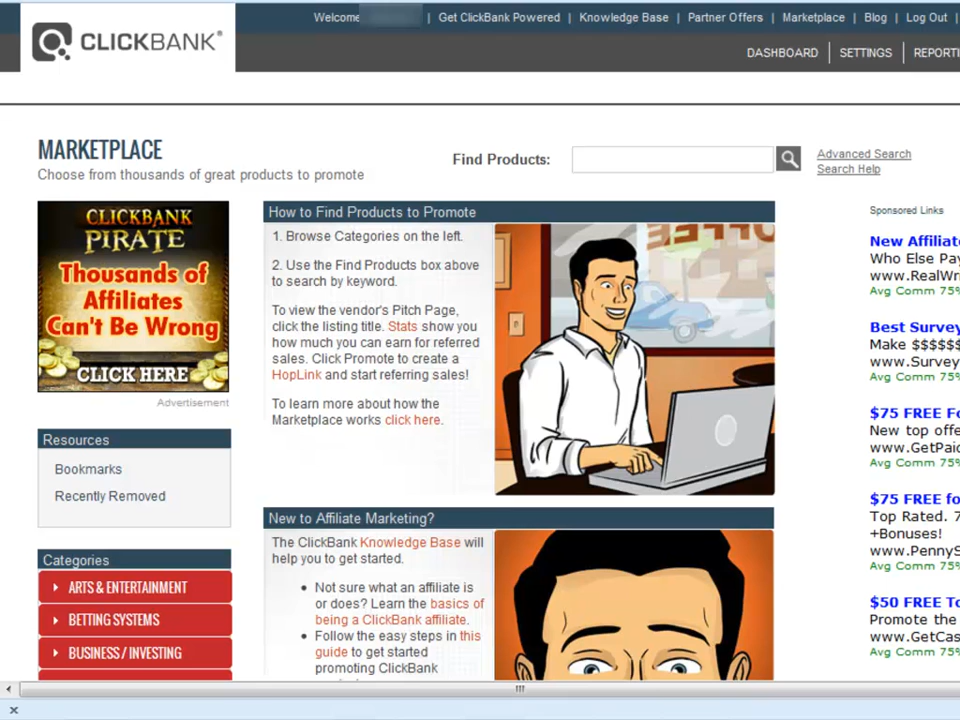 Welcome | Get ClickBank Powered | Knowledge Base | Partner Offers | Marketplace | Blog | Log Out |
CLICKBANK®
DASHBOARD | SETTINGS | REPORTI
MARKETPLACE
Choose from thousands of great products to promote
Find Products:
Advanced Search
Search Help
CLICKBANK
PIRATE
Thousands of
Affiliates
Can't Be Wrong
CLICK HERE
Advertisement
Resources
Bookmarks
Recently Removed
Categories
ARTS & ENTERTAINMENT
BETTING SYSTEMS
BUSINESS / INVESTING
How to Find Products to Promote
1. Browse Categories on the left.
2. Use the Find Products box above
to search by keyword.
To view the vendor's Pitch Page,
click the listing title. Stats show you
how much you can earn for referred
sales. Click Promote to create a
HopLink and start referring sales!
To learn more about how the
Marketplace works click here.
New to Affiliate Marketing?
The ClickBank Knowledge Base will
help you to get started.
• Not sure what an affiliate is
or does? Learn the basics of
being a ClickBank affiliate.
• Follow the easy steps in this
guide to get started
promoting ClickBank
Sponsored Links
New Affiliate
Who Else Pay
www.RealWri
Avg Comm 75%
Best Survey
Make $$$$$
www.Survey
Avg Comm 75%
$75 FREE Fo
New top offe
www.GetPaid
Avg Comm 75%
$75 FREE fo
Top Rated. 7
+Bonuses!
www.PennyS
Avg Comm 75%
$50 FREE To
Promote the
www.GetCas
Avg Comm 75%